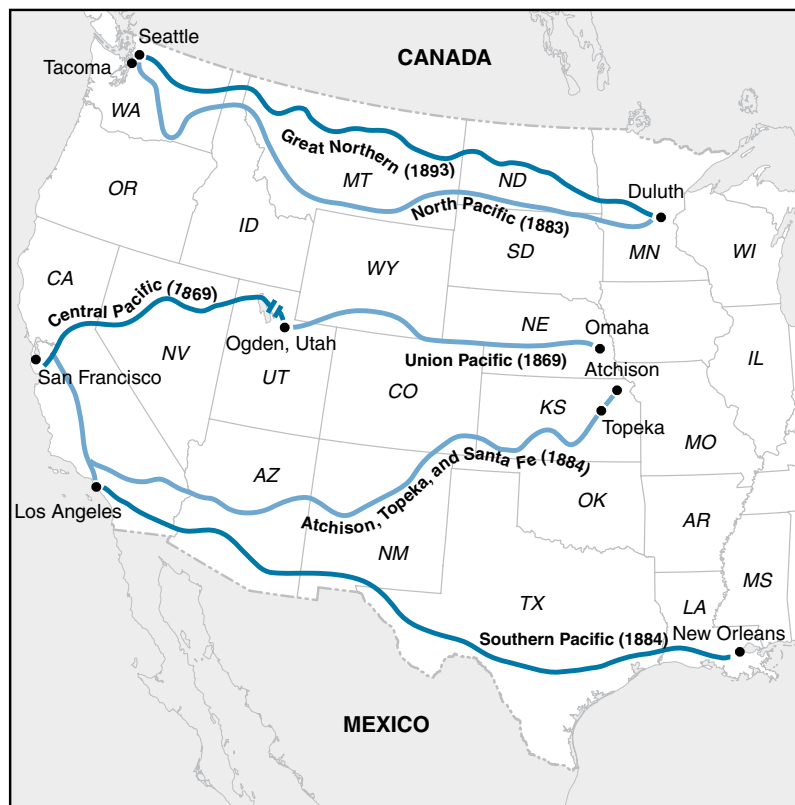 Seattle
CANADA
Tacoma
WA
Great Northern (1893)
MT
ND
OR
Duluth
North Pacific (1883)
ID
SD
MN
WI
WY
CA
Central Pacific (1869)
NE
Omaha
Ogden, Utah
Union Pacific (1869)
IL
NV
Atchison
San Francisco
UT
CO
KS
Topeka
MO
AZ
Atchison, Topeka, and Santa Fe (1884)
OK
Los Angeles
AR
NM
MS
TX
LA
Southern Pacific (1884)
New Orleans
MEXICO